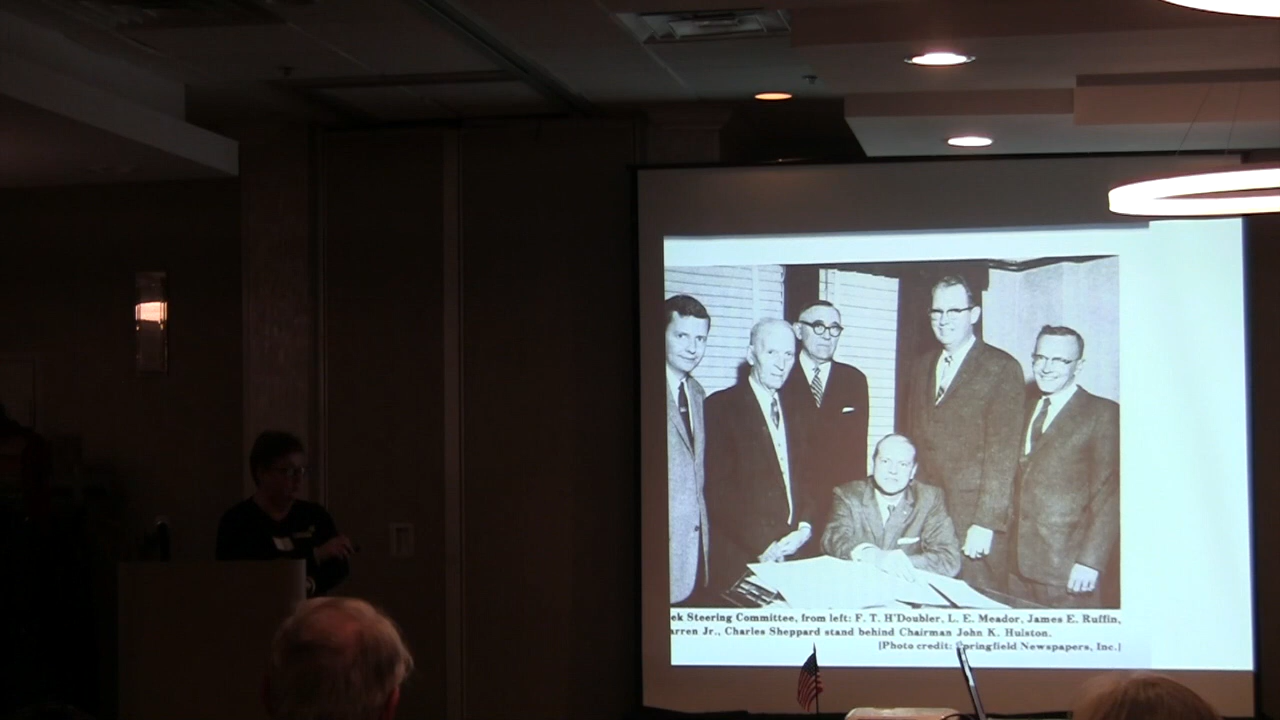 ek Steering Committee, from left: F. T. H'Doubler, L. E. Meador, James E. Ruffin,
arren Jr., Charles Sheppard stand behind Chairman John K. Hulston.
[Photo credit: Springfield Newspapers, Inc.]